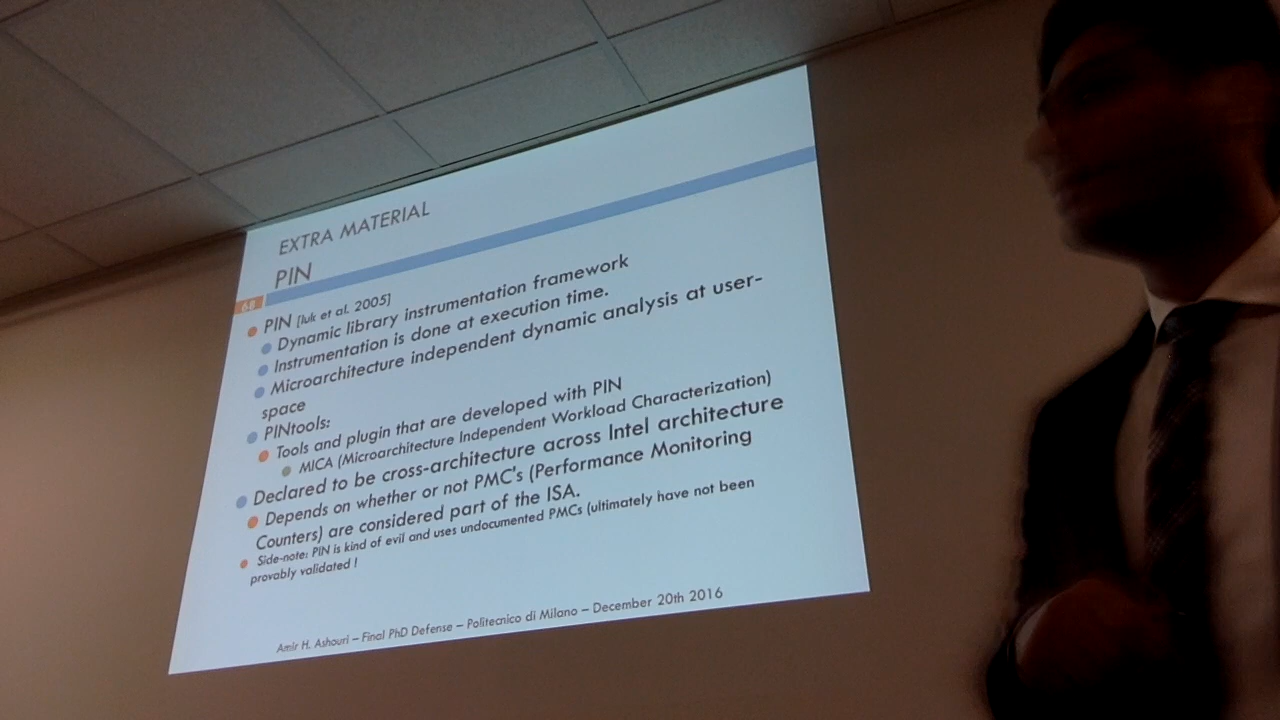 EXTRA MATERIAL
PIN
68
PIN [luk et al. 2005]
Dynamic library instrumentation framework
Instrumentation is done at execution time.
Microarchitecture independent dynamic analysis at user-
space
PINtools:
Tools and plugin that are developed with PIN
MICA (Microarchitecture Independent Workload Characterization)
Declared to be cross-architecture across Intel architecture
Depends on whether or not PMC's (Performance Monitoring
Counters) are considered part of the ISA.
Side-note: PIN is kind of evil and uses undocumented PMCs (ultimately have not been
provably validated !
Amir H. Ashouri – Final PhD Defense – Politecnico di Milano – December 20th 2016